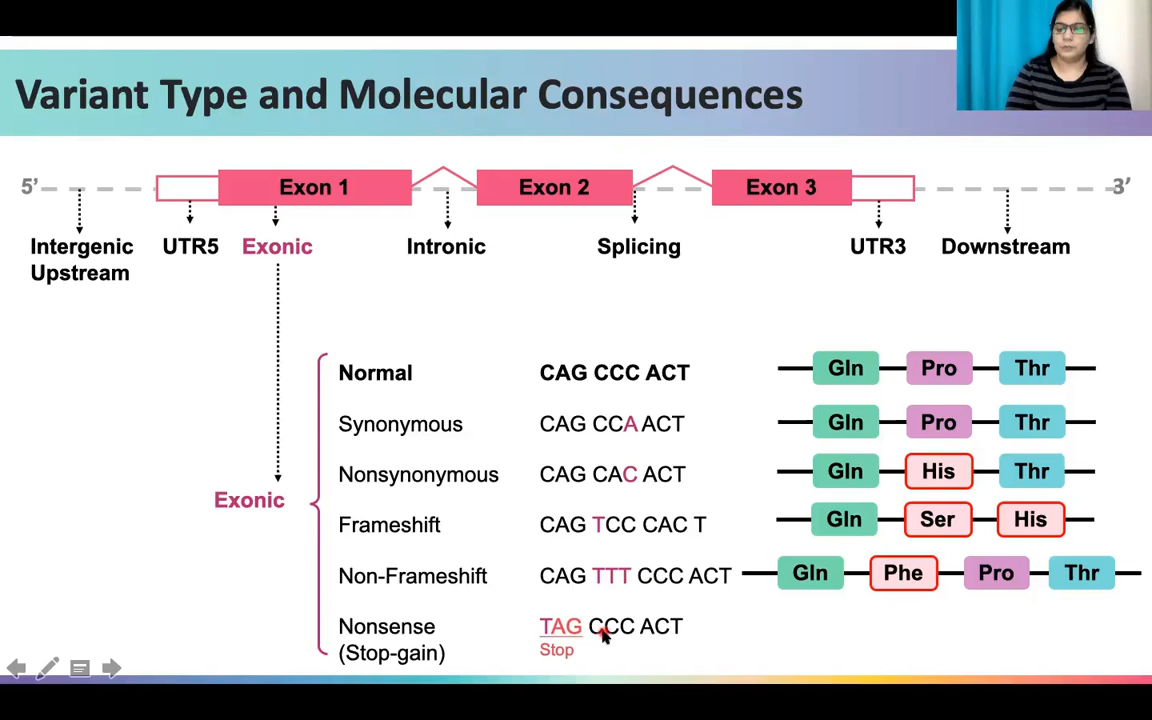 Variant Type and Molecular Consequences
5’ Exon 1 Exon 2 Exon 3 3’
Intergenic Upstream
UTR5
Exonic
Intronic
Splicing
UTR3
Downstream
Exonic
Normal CAG CCC ACT Gln Pro Thr
Synonymous CAG CCA ACT Gln Pro Thr
Nonsynonymous CAG CAC ACT Gln His Thr
Frameshift CAG TCC CAC T Gln Ser His
Non-Frameshift CAG TTT CCC ACT Gln Phe Pro Thr
Nonsense TAG CCC ACT
(Stop-gain) Stop